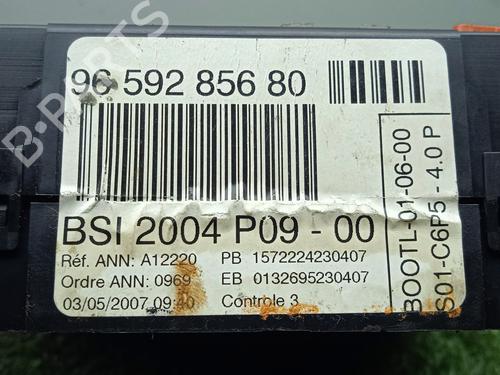 96 592 856 80
BSI 2004 P09 - 00
Réf. ANN: A12220 PB 1572224230407
Ordre ANN: 0969 EB 0132695230407
03/05/2007 09:40 Controle 3
BOOTL-01-06-00
S01-C6P5 - 4.0 P
B-PARTS